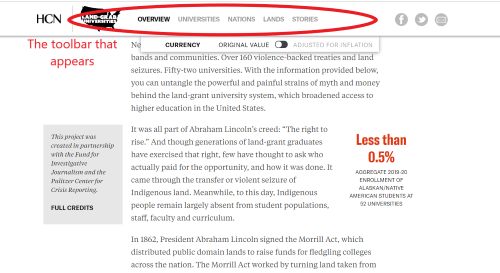 HCN
LAND-GRAB
UNIVERSITIES
OVERVIEW UNIVERSITIES NATIONS LANDS STORIES
The toolbar that
appears
CURRENCY ORIGINAL VALUE ADJUSTED FOR INFLATION
Ne
bands and communities. Over 160 violence-backed treaties and land
seizures. Fifty-two universities. With the information provided below,
you can untangle the powerful and painful strains of myth and money
behind the land-grant university system, which broadened access to
higher education in the United States.
This project was
created in partnership
with the Fund for
Investigative
Journalism and the
Pulitzer Center for
Crisis Reporting.
FULL CREDITS
It was all part of Abraham Lincoln's creed: “The right to
rise.” And though generations of land-grant graduates
have exercised that right, few have thought to ask who
actually paid for the opportunity, and how it was done. It
came through the transfer or violent seizure of
Indigenous land. Meanwhile, to this day, Indigenous
people remain largely absent from student populations,
staff, faculty and curriculum.
Less than
0.5%
AGGREGATE 2019-20
ENROLLMENT OF
ALASKAN/NATIVE
AMERICAN STUDENTS AT
52 UNIVERSITIES
In 1862, President Abraham Lincoln signed the Morrill Act, which
distributed public domain lands to raise funds for fledgling colleges
across the nation. The Morrill Act worked by turning land taken from